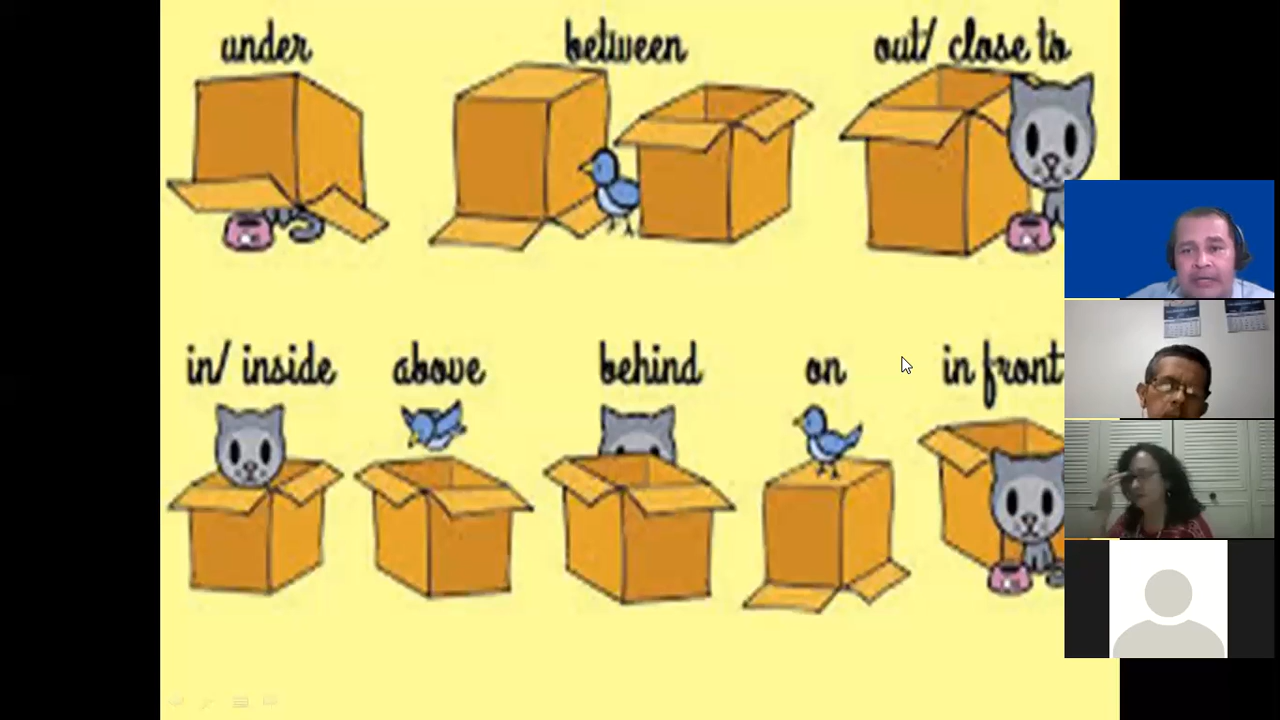 under between out/ close to
in/ inside above behind on in front